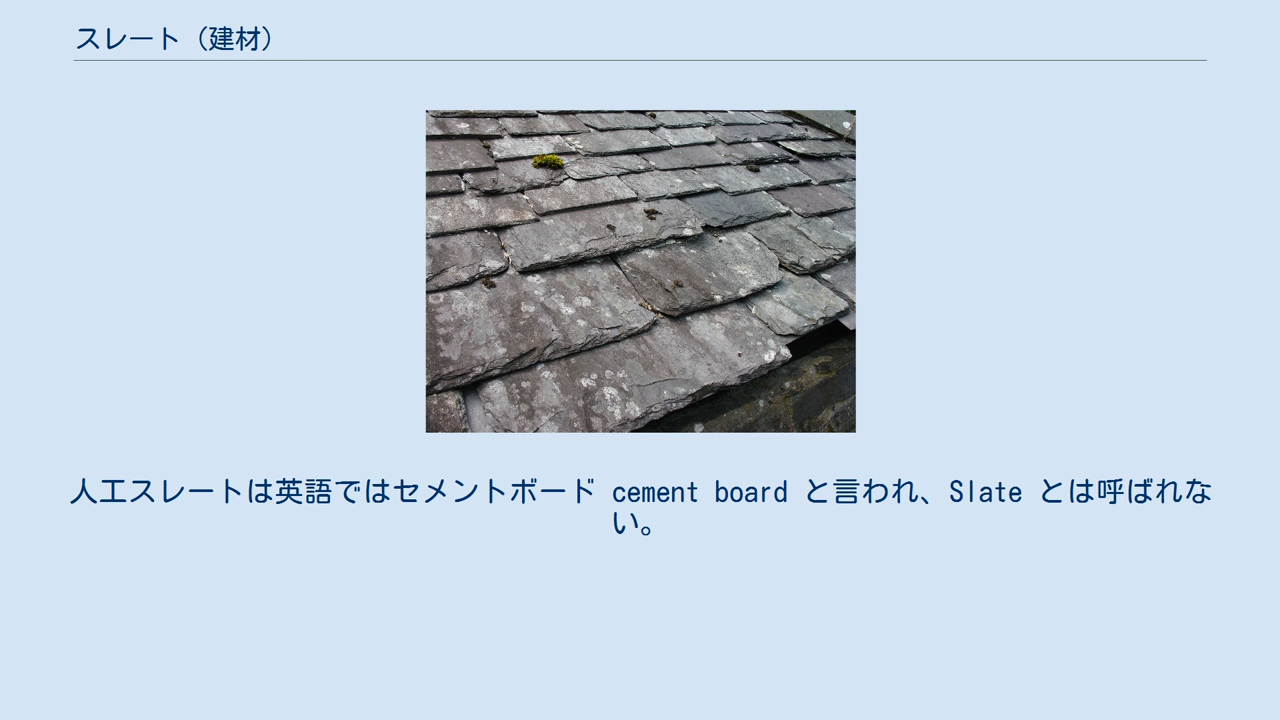 スレート（建材）
人工スレートは英語ではセメントボード cement board と言われ、Slate とは呼ばれな
い。